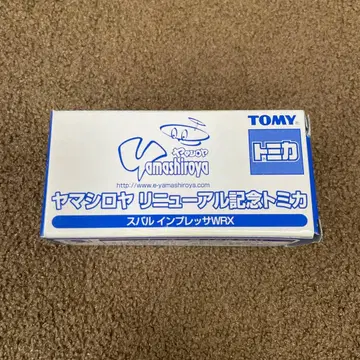 TOMY
トミカ
ヤマシロヤ
yamashiroya
http://www.e-yamashiroya.com
ヤマシロヤ リニューアル記念トミカ
スバル インプレッサWRX